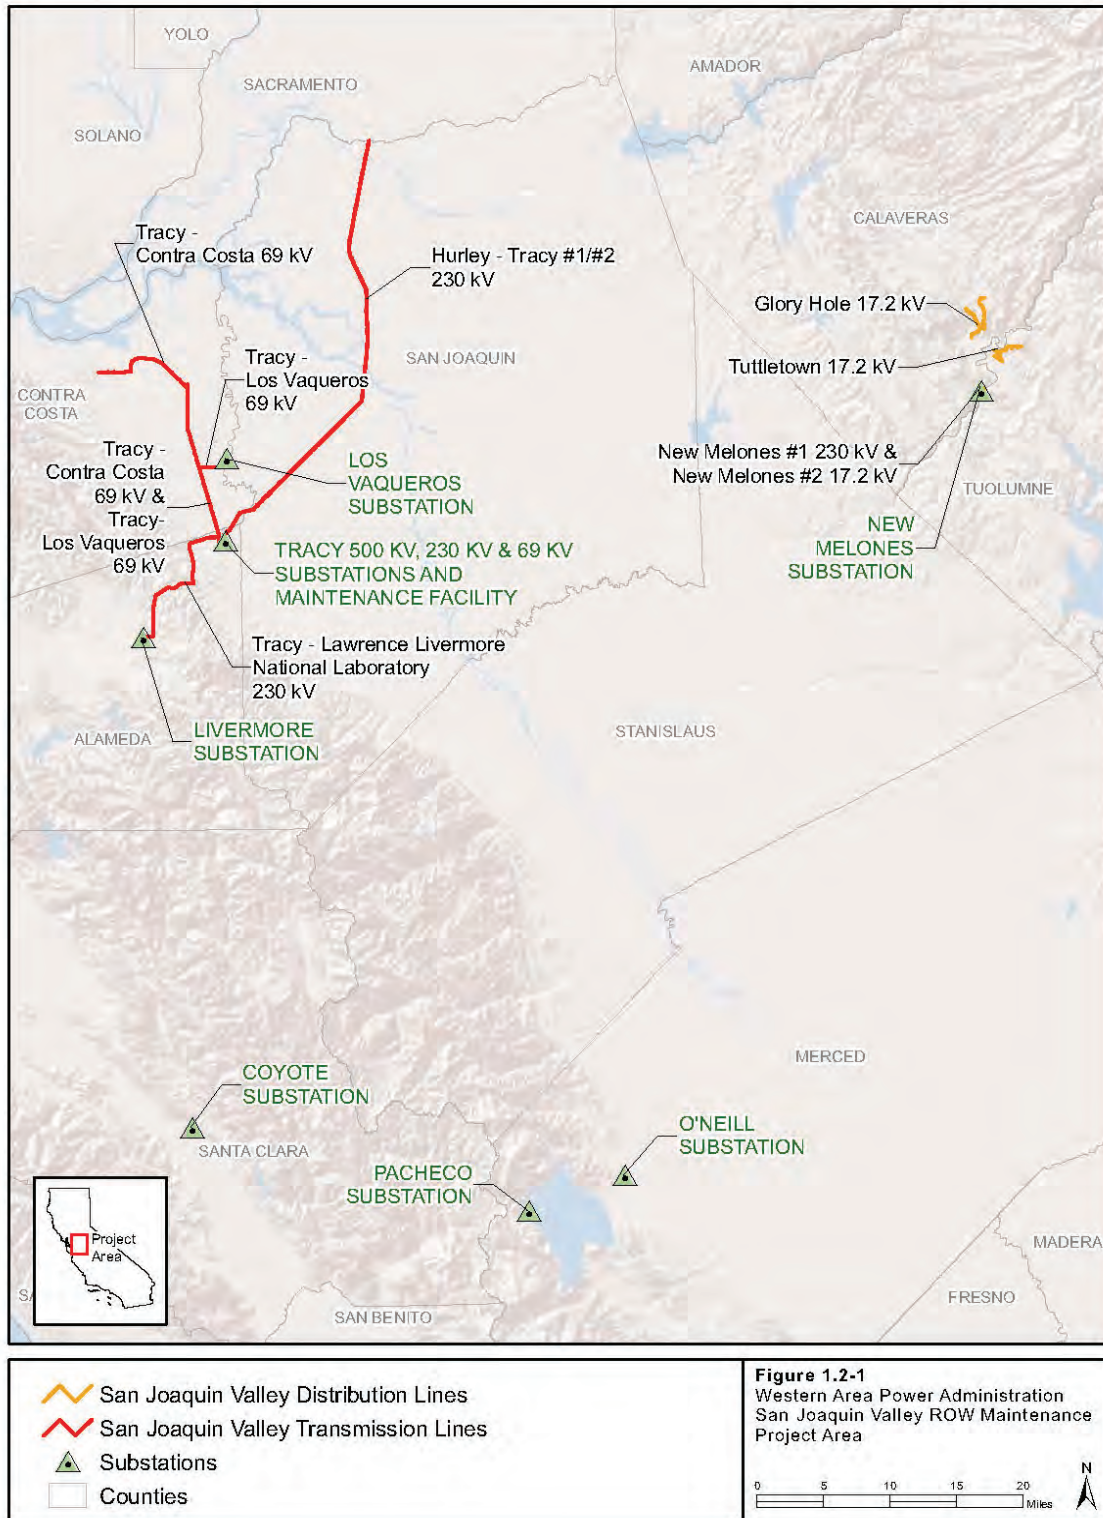 YOLO
SACRAMENTO
AMADOR
SOLANO
CALAVERAS
Tracy -
Contra Costa 69 kV
Hurley - Tracy #1/#2
230 kV
Glory Hole 17.2 kV
Tracy -
Los Vaqueros
69 kV
SAN JOAQUIN
Tuttletown 17.2 kV
CONTRA
COSTA
Tracy -
Contra Costa
69 kV &
Tracy-
Los Vaqueros
69 kV
LOS
VAQUEROS
SUBSTATION
New Melones #1 230 kV &
New Melones #2 17.2 kV
TUOLUMNE
NEW
MELONES
SUBSTATION
TRACY 500 KV, 230 KV & 69 KV
SUBSTATIONS AND
MAINTENANCE FACILITY
Tracy - Lawrence Livermore
National Laboratory
230 kV
ALAMEDA
LIVERMORE
SUBSTATION
STANISLAUS
MERCED
COYOTE
SUBSTATION
SANTA CLARA
O'NEILL
SUBSTATION
PACHECO
SUBSTATION
Project
Area
MADERA
FRESNO
SAN BENITO
San Joaquin Valley Distribution Lines
San Joaquin Valley Transmission Lines
Substations
Counties
Figure 1.2-1
Western Area Power Administration
San Joaquin Valley ROW Maintenance
Project Area
N
0 5 10 15 20
Miles